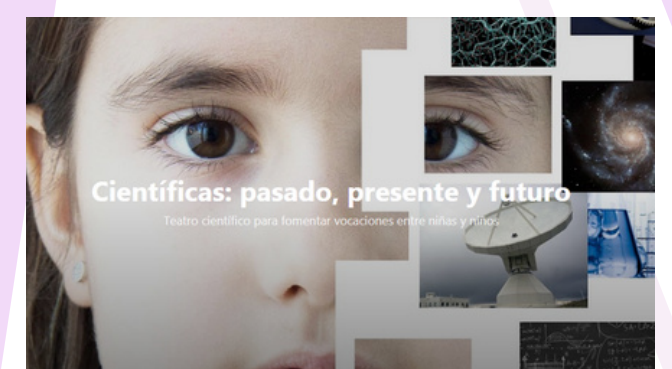 Científicas: pasado, presente y futuro
Teatro científico para fomentar vocaciones entre niñas y niños